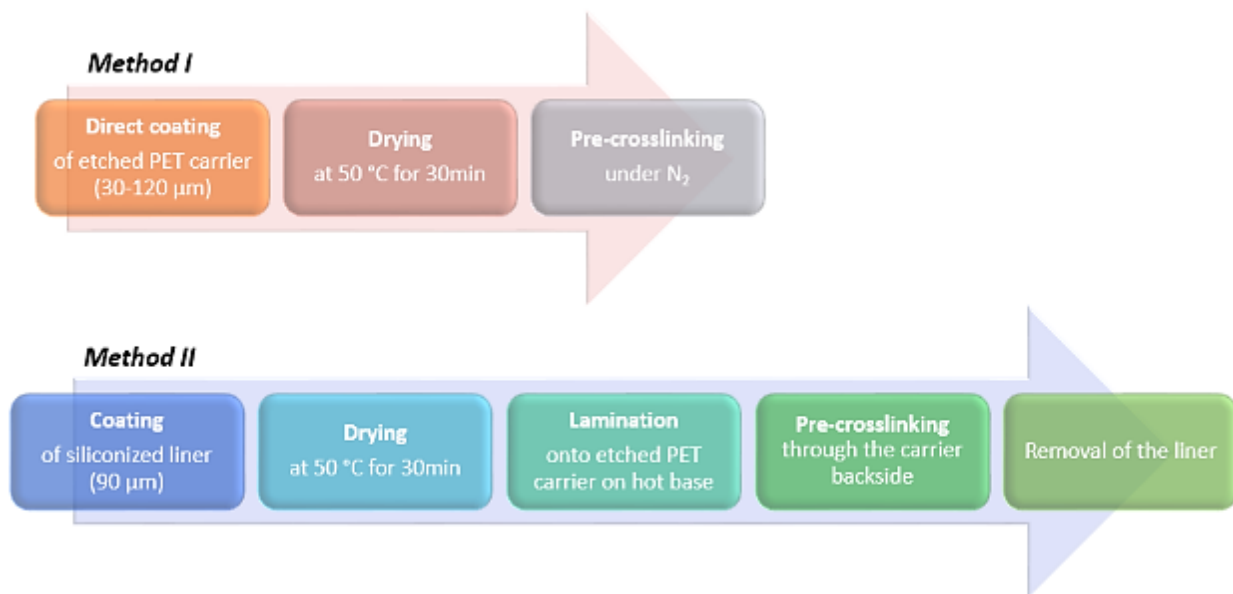 Method I
Direct coating
of etched PET carrier
(30-120 µm)
Drying
at 50 °C for 30min
Pre-crosslinking
under N₂
Method II
Coating
of siliconized liner
(90 µm)
Drying
at 50 °C for 30min
Lamination
onto etched PET
carrier on hot base
Pre-crosslinking
through the carrier
backside
Removal of the liner